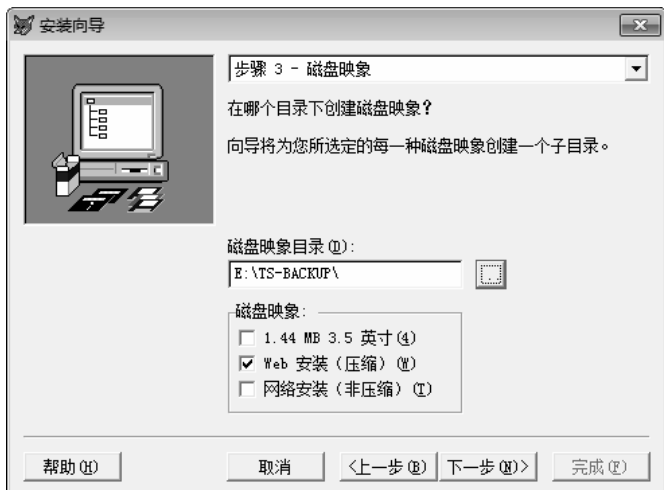 安装向导
步骤 3 - 磁盘映象
在哪个目录下创建磁盘映象?
向导将为您所选定的每一种磁盘映象创建一个子目录。
磁盘映象目录(D):
E:\TS-BACKUP\
..
磁盘映象:
1.44 MB 3.5 英寸(4)
Web 安装(压缩)(W)
网络安装(非压缩)(T)
帮助(H) 取消 <上一步(B) 下一步(N)> 完成(F)